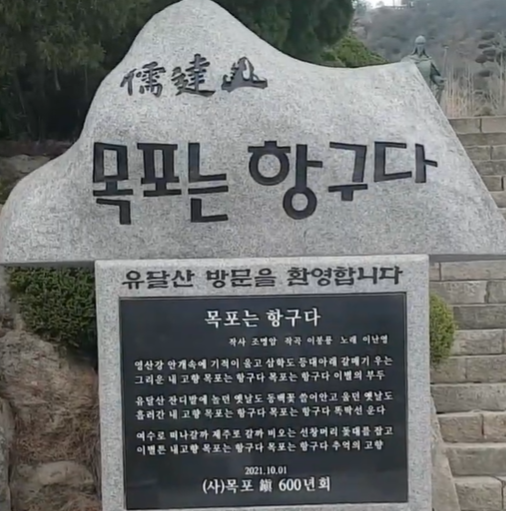 儒達山
목포는 항구다
유달산 방문을 환영합니다
목포는 항구다
작사 조명암 작곡 이봉룡 노래 이난영
영산강 안개속에 기적이 울고 삼학도 등대아래 갈매기 우는
그리운 내 고향 목포는 항구다 목포는 항구다 이별의 부두
유달산 잔디밭에 놀던 옛날도 동백꽃 쓸어안고 울던 옛날도
흘러간 내 고향 목포는 항구다 목포는 항구다 똑딱선 운다
여수로 떠나갈까 제주로 갈까 비오는 선창머리 돛대를 잡고
이별튼 내고향 목포는 항구다 목포는 항구다 추억의 고향
2021.10.01
(사)목포 鎭 600년회